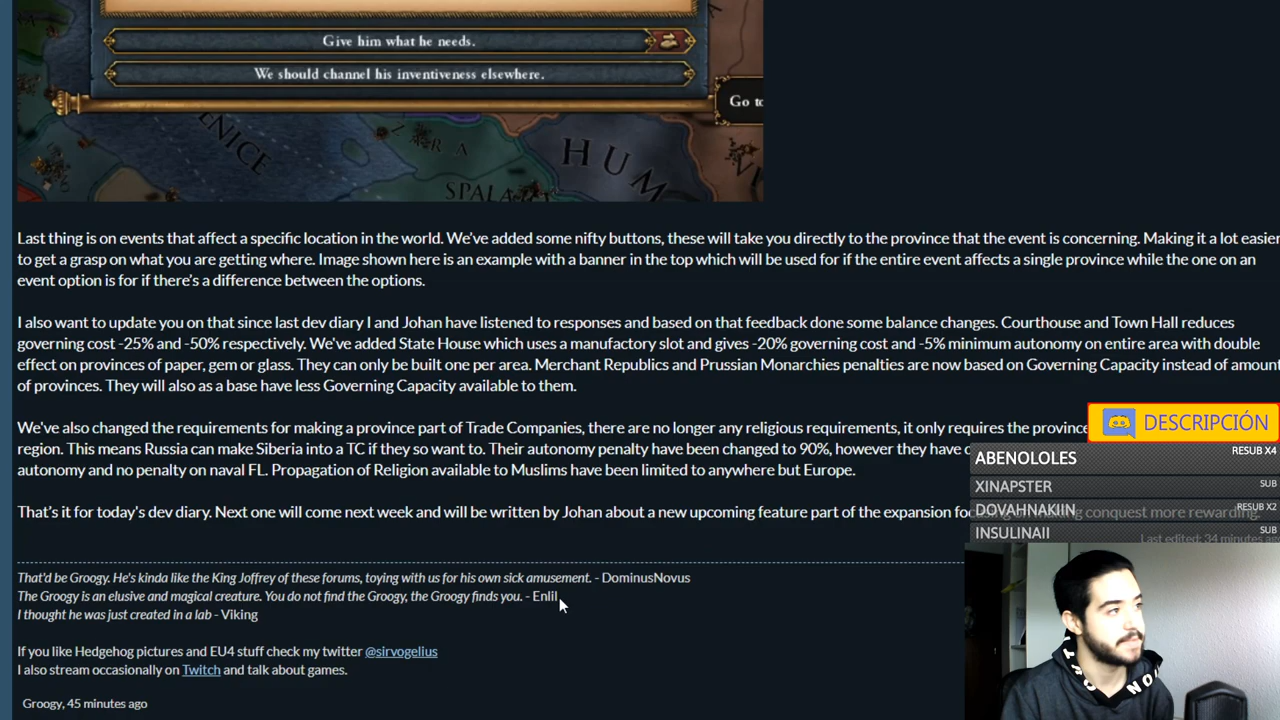 Give him what he needs.
We should channel his inventiveness elsewhere.
Go to
ENICE
ZARA
HUM
SPALA
Last thing is on events that affect a specific location in the world. We've added some nifty buttons, these will take you directly to the province that the event is concerning. Making it a lot easier
to get a grasp on what you are getting where. Image shown here is an example with a banner in the top which will be used for if the entire event affects a single province while the one on an
event option is for if there's a difference between the options.
I also want to update you on that since last dev diary I and Johan have listened to responses and based on that feedback done some balance changes. Courthouse and Town Hall reduces
governing cost -25% and -50% respectively. We've added State House which uses a manufactory slot and gives -20% governing cost and -5% minimum autonomy on entire area with double
effect on provinces of paper, gem or glass. They can only be built one per area. Merchant Republics and Prussian Monarchies penalties are now based on Governing Capacity instead of amount
of provinces. They will also as a base have less Governing Capacity available to them.
We've also changed the requirements for making a province part of Trade Companies, there are no longer any religious requirements, it only requires the province
region. This means Russia can make Siberia into a TC if they so want to. Their autonomy penalty have been changed to 90%, however they have
autonomy and no penalty on naval FL. Propagation of Religion available to Muslims have been limited to anywhere but Europe.
That's it for today's dev diary. Next one will come next week and will be written by Johan about a new upcoming feature part of the expansion conquest more rewarding.
Last edited: 34 minutes ago
DESCRIPCIÓN
ABENOLOLES RESUB X4
XINAPSTER SUB
DOVAHNAKIIN RESUB X2
INSULINAII SUB
That'd be Groogy. He's kinda like the King Joffrey of these forums, toying with us for his own sick amusement. - DominusNovus
The Groogy is an elusive and magical creature. You do not find the Groogy, the Groogy finds you. - Enlil
I thought he was just created in a lab - Viking
If you like Hedgehog pictures and EU4 stuff check my twitter @sirvogelius
I also stream occasionally on Twitch and talk about games.
Groogy, 45 minutes ago